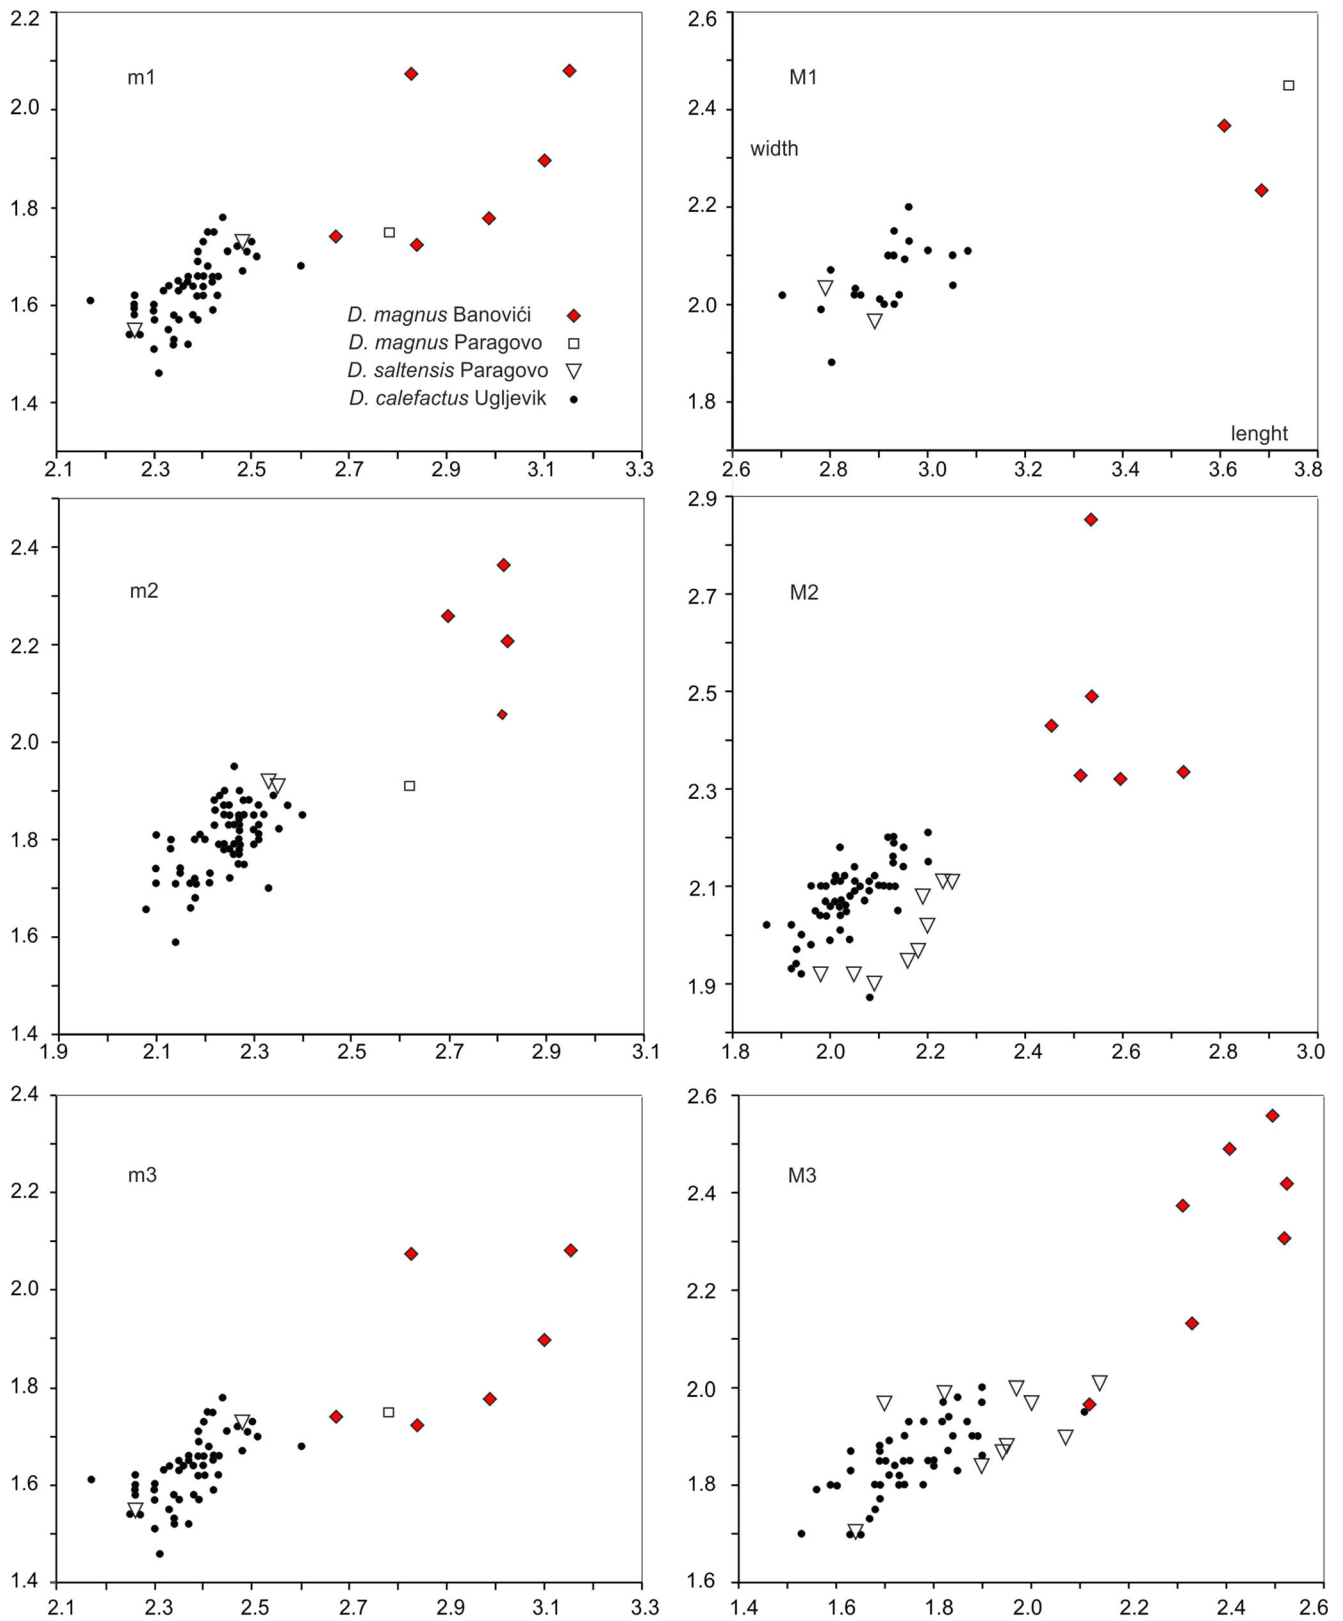 2.2
2.0
1.8
1.6
1.4
m1
D. magnus Banovići
D. magnus Paragovo
D. saltensis Paragovo
D. calefactus Ugljevik
2.1 2.3 2.5 2.7 2.9 3.1 3.3
2.6
2.4
2.2
2.0
1.8
M1
width
lenght
2.6 2.8 3.0 3.2 3.4 3.6 3.8
2.4
2.2
2.0
1.8
1.6
1.4
m2
1.9 2.1 2.3 2.5 2.7 2.9 3.1
2.9
2.7
2.5
2.3
2.1
1.9
M2
1.8 2.0 2.2 2.4 2.6 2.8 3.0
2.4
2.2
2.0
1.8
1.6
1.4
m3
2.1 2.3 2.5 2.7 2.9 3.1 3.3
2.6
2.4
2.2
2.0
1.8
1.6
M3
1.4 1.6 1.8 2.0 2.2 2.4 2.6